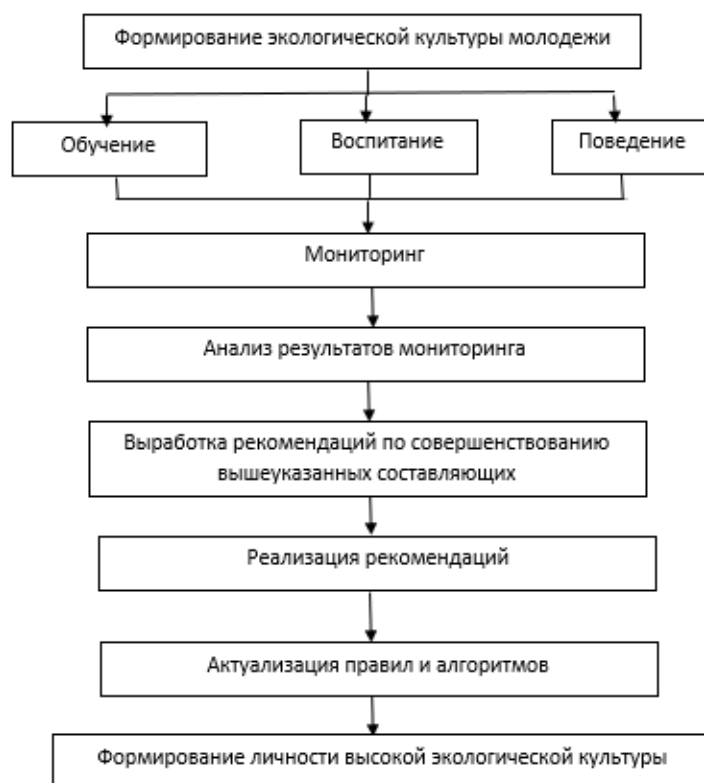 Формирование экологической культуры молодежи
Обучение
Воспитание
Поведение
Мониторинг
Анализ результатов мониторинга
Выработка рекомендаций по совершенствованию
вышеуказанных составляющих
Реализация рекомендаций
Актуализация правил и алгоритмов
Формирование личности высокой экологической культуры